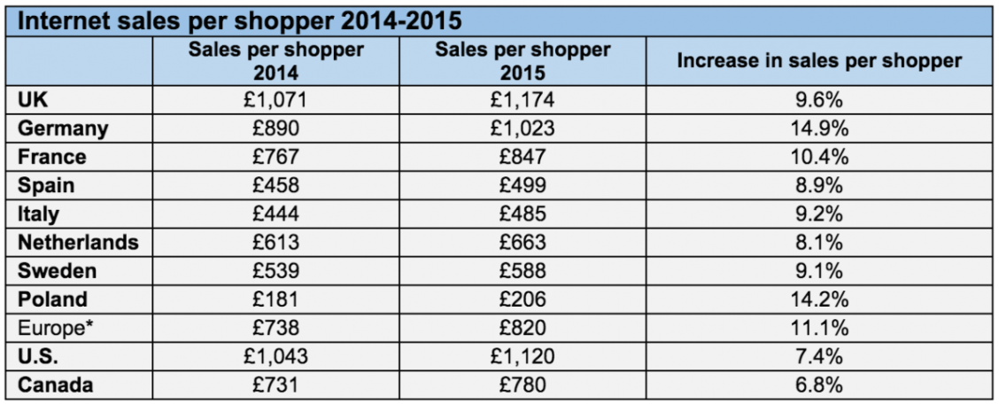 Internet sales per shopper 2014-2015
Sales per shopper 2014 Sales per shopper 2015 Increase in sales per shopper
UK £1,071 £1,174 9.6%
Germany £890 £1,023 14.9%
France £767 £847 10.4%
Spain £458 £499 8.9%
Italy £444 £485 9.2%
Netherlands £613 £663 8.1%
Sweden £539 £588 9.1%
Poland £181 £206 14.2%
Europe* £738 £820 11.1%
U.S. £1,043 £1,120 7.4%
Canada £731 £780 6.8%